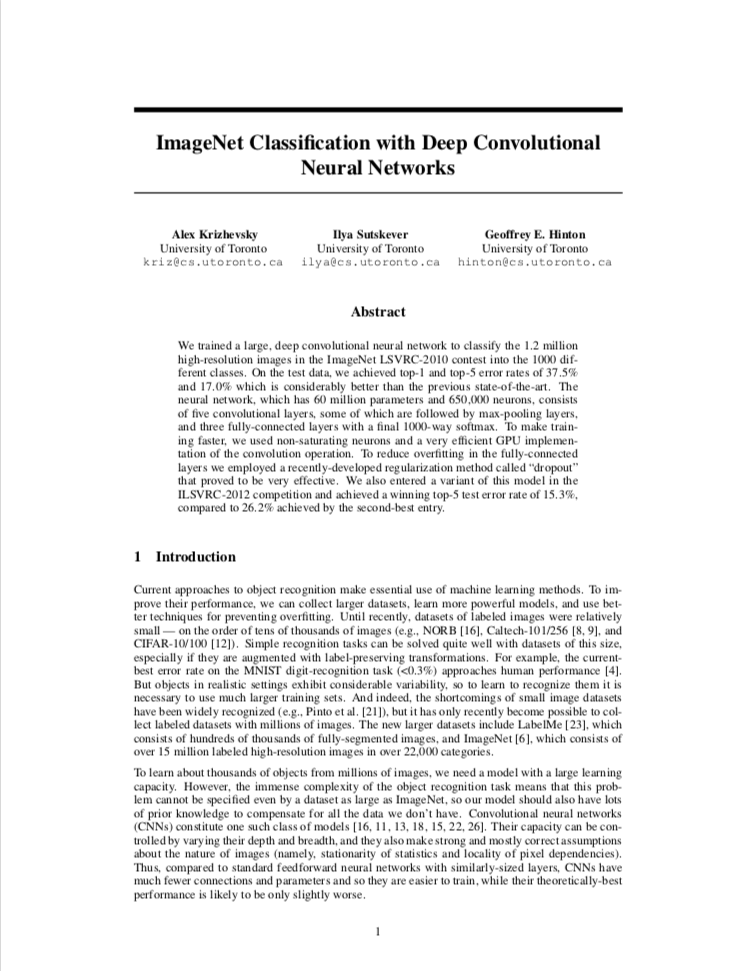 ImageNet Classification with Deep Convolutional
Neural Networks
Alex Krizhevsky
University of Toronto
kriz@cs.utoronto.ca
Ilya Sutskever
University of Toronto
ilya@cs.utoronto.ca
Geoffrey E. Hinton
University of Toronto
hinton@cs.utoronto.ca
Abstract
We trained a large, deep convolutional neural network to classify the 1.2 million
high-resolution images in the ImageNet LSVRC-2010 contest into the 1000 dif-
ferent classes. On the test data, we achieved top-1 and top-5 error rates of 37.5%
and 17.0% which is considerably better than the previous state-of-the-art. The
neural network, which has 60 million parameters and 650,000 neurons, consists
of five convolutional layers, some of which are followed by max-pooling layers,
and three fully-connected layers with a final 1000-way softmax. To make train-
ing faster, we used non-saturating neurons and a very efficient GPU implemen-
tation of the convolution operation. To reduce overfitting in the fully-connected
layers we employed a recently-developed regularization method called “dropout”
that proved to be very effective. We also entered a variant of this model in the
ILSVRC-2012 competition and achieved a winning top-5 test error rate of 15.3%,
compared to 26.2% achieved by the second-best entry.
1 Introduction
Current approaches to object recognition make essential use of machine learning methods. To im-
prove their performance, we can collect larger datasets, learn more powerful models, and use bet-
ter techniques for preventing overfitting. Until recently, datasets of labeled images were relatively
small — on the order of tens of thousands of images (e.g., NORB [16], Caltech-101/256 [8, 9], and
CIFAR-10/100 [12]). Simple recognition tasks can be solved quite well with datasets of this size,
especially if they are augmented with label-preserving transformations. For example, the current-
best error rate on the MNIST digit-recognition task (<0.3%) approaches human performance [4].
But objects in realistic settings exhibit considerable variability, so to learn to recognize them it is
necessary to use much larger training sets. And indeed, the shortcomings of small image datasets
have been widely recognized (e.g., Pinto et al. [21]), but it has only recently become possible to col-
lect labeled datasets with millions of images. The new larger datasets include LabelMe [23], which
consists of hundreds of thousands of fully-segmented images, and ImageNet [6], which consists of
over 15 million labeled high-resolution images in over 22,000 categories.
To learn about thousands of objects from millions of images, we need a model with a large learning
capacity. However, the immense complexity of the object recognition task means that this prob-
lem cannot be specified even by a dataset as large as ImageNet, so our model should also have lots
of prior knowledge to compensate for all the data we don’t have. Convolutional neural networks
(CNNs) constitute one such class of models [16, 11, 13, 18, 15, 22, 26]. Their capacity can be con-
trolled by varying their depth and breadth, and they also make strong and mostly correct assumptions
about the nature of images (namely, stationarity of statistics and locality of pixel dependencies).
Thus, compared to standard feedforward neural networks with similarly-sized layers, CNNs have
much fewer connections and parameters and so they are easier to train, while their theoretically-best
performance is likely to be only slightly worse.
1